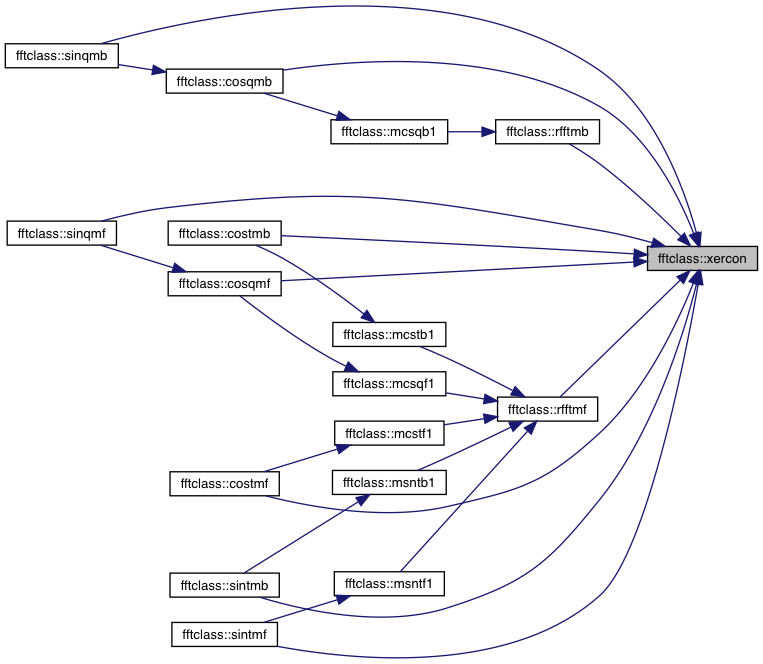 fftclass::sinqmb
fftclass::cosqmb
fftclass::mcsqb1
fftclass::rfftmb
fftclass::sinqmf
fftclass::costmb
fftclass::xercon
fftclass::cosqmf
fftclass::mcstb1
fftclass::mcsqf1
fftclass::rfftmf
fftclass::mcstf1
fftclass::costmf
fftclass::msntb1
fftclass::sintmb
fftclass::msntf1
fftclass::sintmf